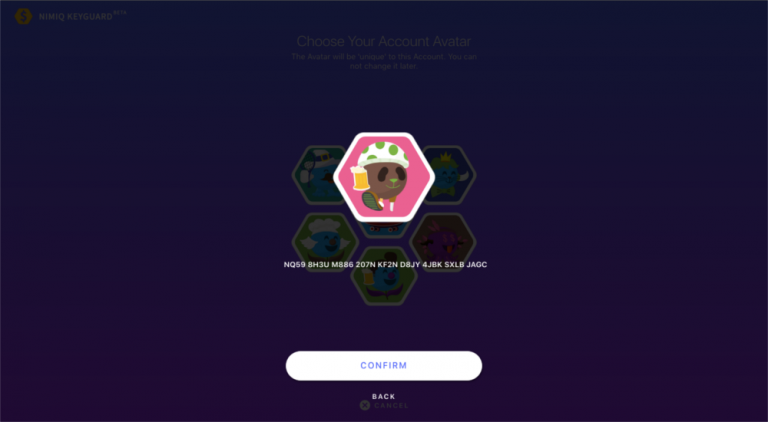 NIMIQ KEYGUARD BETA
Choose Your Account Avatar
The Avatar will be 'unique' to this Account. You can
not change it later.
NQ59 8H3U M886 207N KF2N D8JY 4JBK SXLB JAGC
CONFIRM
BACK
CANCEL